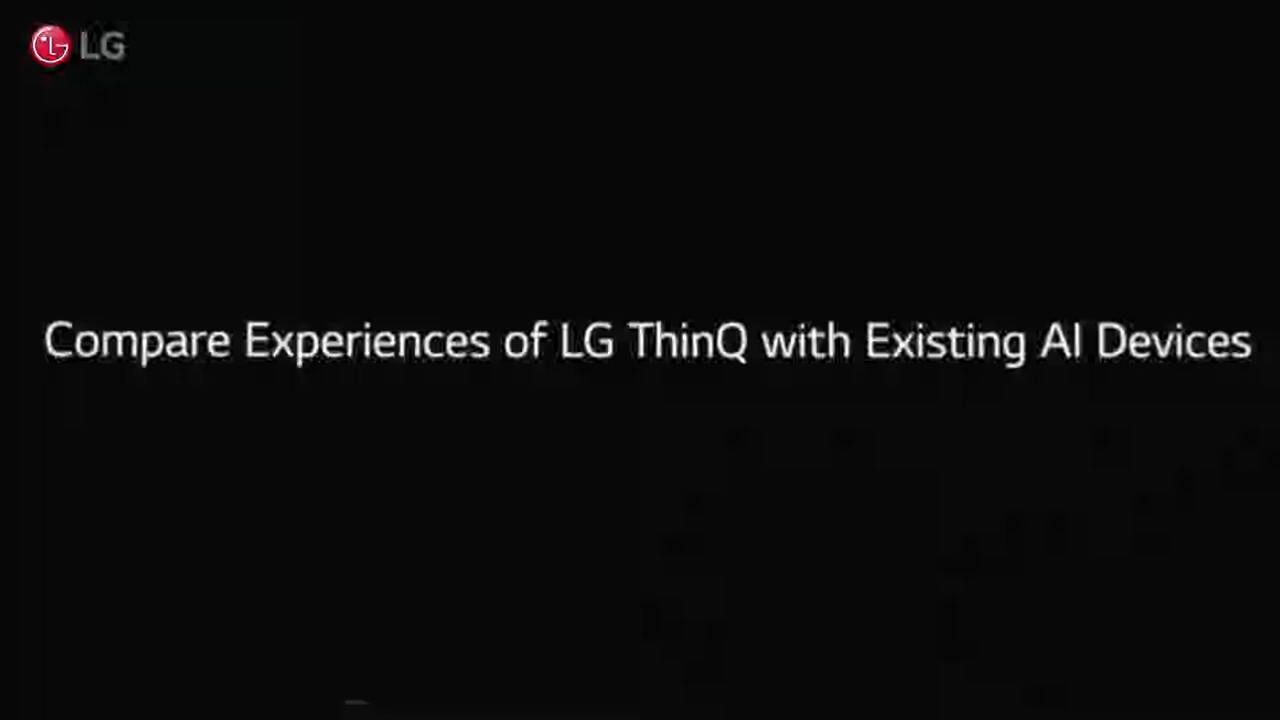 LG
Compare Experiences of LG ThinQ with Existing AI Devices